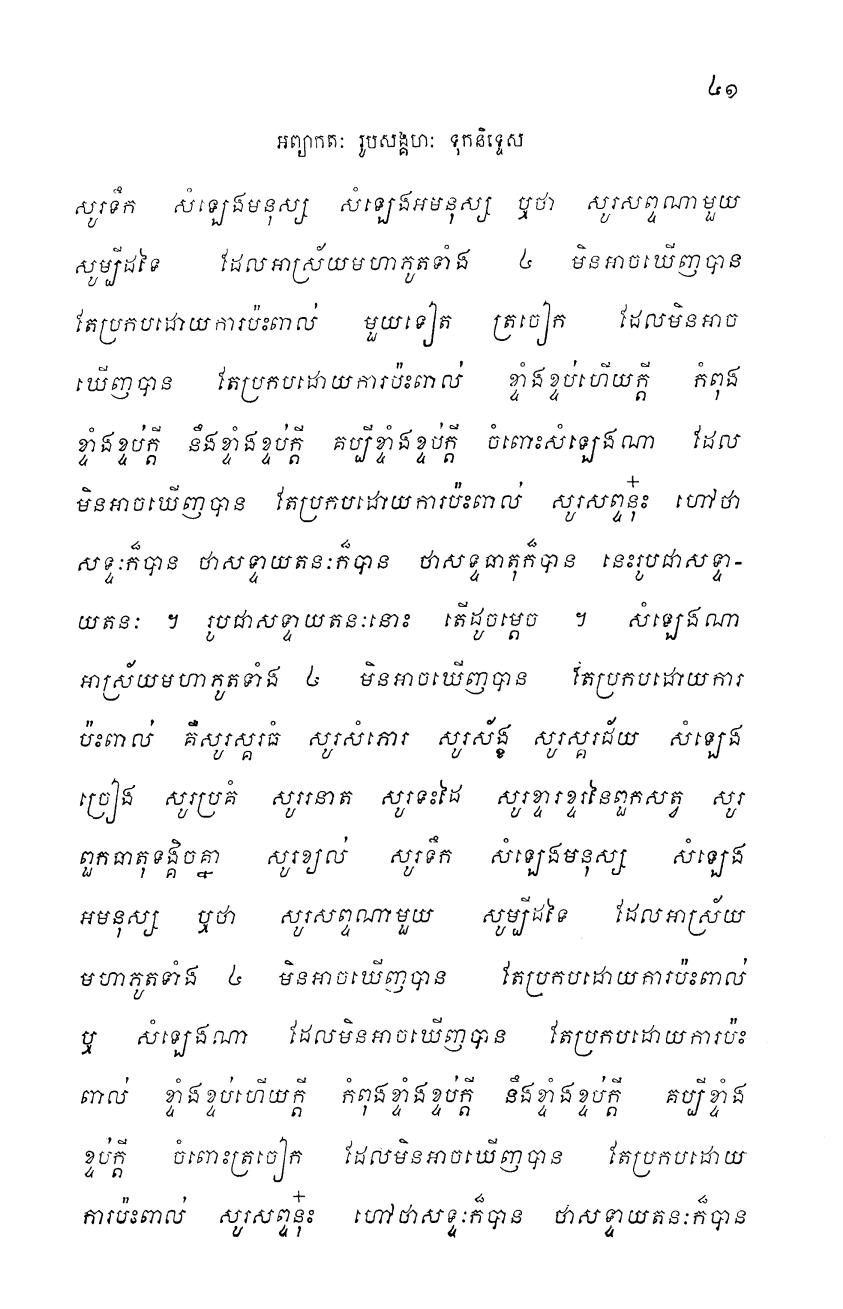 ៤១
អព្យាកតៈ រូបសង្គហៈ ទុកនិទ្ទេស
សូរទឹក សំឡេងមនុស្ស សំឡេងអមនុស្ស ឬថា សូរសព្ទណាមួយ
សូម្បីដទៃ ដែលអាស្រ័យមហាភូតទាំង ៤ មិនអាចឃើញបាន
តែប្រកបដោយការប៉ះពាល់ មួយទៀត ត្រចៀក ដែលមិនអាច
ឃើញបាន តែប្រកបដោយការប៉ះពាល់ ខ្ទាំងខ្ទប់ហើយក្តី កំពុង
ខ្ទាំងខ្ទប់ក្តី នឹងខ្ទាំងខ្ទប់ក្តី គប្បីខ្ទាំងខ្ទប់ក្តី ចំពោះសំឡេងណា ដែល
មិនអាចឃើញបាន តែប្រកបដោយការប៉ះពាល់ សូរសព្ទនុ៎ះ ហៅថា
សទ្ទៈក៏បាន ថាសទ្ទាយតនៈក៏បាន ថាសទ្ទធាតុក៏បាន នេះរូបជាសទ្ទា-
យតនៈ ។ រូបជាសទ្ទាយតនៈនោះ តើដូចម្តេច ។ សំឡេងណា
អាស្រ័យមហាភូតទាំង ៤ មិនអាចឃើញបាន តែប្រកបដោយការ
ប៉ះពាល់ គឺសូរស្គរធំ សូរសំភោរ សូរស័ង្ខ សូរស្គរជ័យ សំឡេង
ច្រៀង សូរប្រគំ សូររនាត សូរទះដៃ សូរខ្ទារខ្ទរនៃពួកសត្វ សូរ
ពួកធាតុទង្គិចគ្នា សូរខ្យល់ សូរទឹក សំឡេងមនុស្ស សំឡេង
អមនុស្ស ឬថា សូរសព្ទណាមួយ សូម្បីដទៃ ដែលអាស្រ័យ
មហាភូតទាំង ៤ មិនអាចឃើញបាន តែប្រកបដោយការប៉ះពាល់
ឬ សំឡេងណា ដែលមិនអាចឃើញបាន តែប្រកបដោយការប៉ះ
ពាល់ ខ្ទាំងខ្ទប់ហើយក្តី កំពុងខ្ទាំងខ្ទប់ក្តី នឹងខ្ទាំងខ្ទប់ក្តី គប្បីខ្ទាំង
ខ្ទប់ក្តី ចំពោះត្រចៀក ដែលមិនអាចឃើញបាន តែប្រកបដោយ
ការប៉ះពាល់ សូរសព្ទនុ៎ះ ហៅថាសទ្ទៈក៏បាន ថាសទ្ទាយតនៈក៏បាន